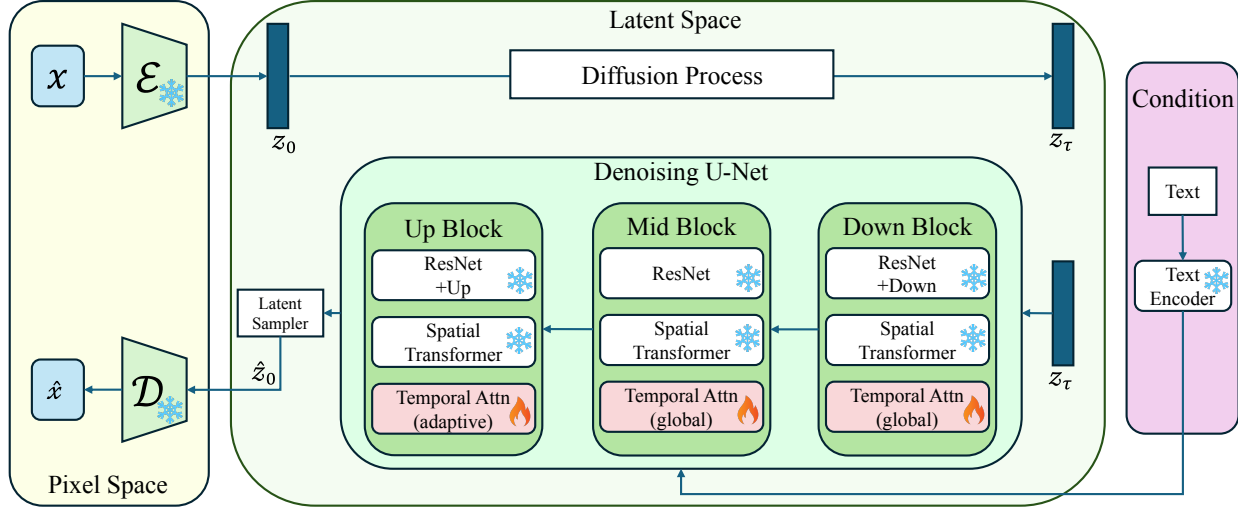 Latent Space
x
ℰ
Diffusion Process
z₀
z_τ
Condition
Text
Text
Encoder
Denoising U-Net
Up Block
ResNet
+Up
Spatial
Transformer
Temporal Attn
(adaptive)
Mid Block
ResNet
Spatial
Transformer
Temporal Attn
(global)
Down Block
ResNet
+Down
Spatial
Transformer
Temporal Attn
(global)
z_τ
Latent
Sampler
ẑ₀
x̂
𝒟
Pixel Space